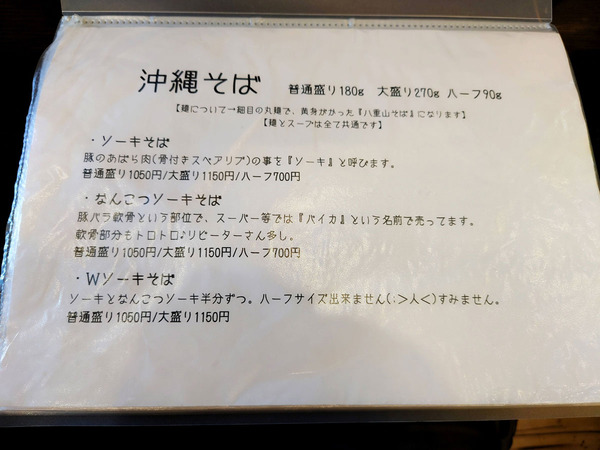 沖縄そば 普通盛り180g 大盛り270g ハーフ90g
【麺について→細目の丸麺で、黄身がかった『八重山そば』になります】
【麺とスープは全て共通です】
・ソーキそば
豚のあばら肉(骨付きスペアリブ)の事を『ソーキ』と呼びます。
普通盛り1050円/大盛り1150円/ハーフ700円
・なんこつソーキそば
豚バラ軟骨という部位で、スーパー等では『パイカ』という名前で売ってます。
軟骨部分もトロトロ♪リピーターさん多し。
普通盛り1050円/大盛り1150円/ハーフ700円
・Wソーキそば
ソーキとなんこつソーキ半分ずつ。ハーフサイズ出来ません(;>人<)すみません。
普通盛り1050円/大盛り1150円